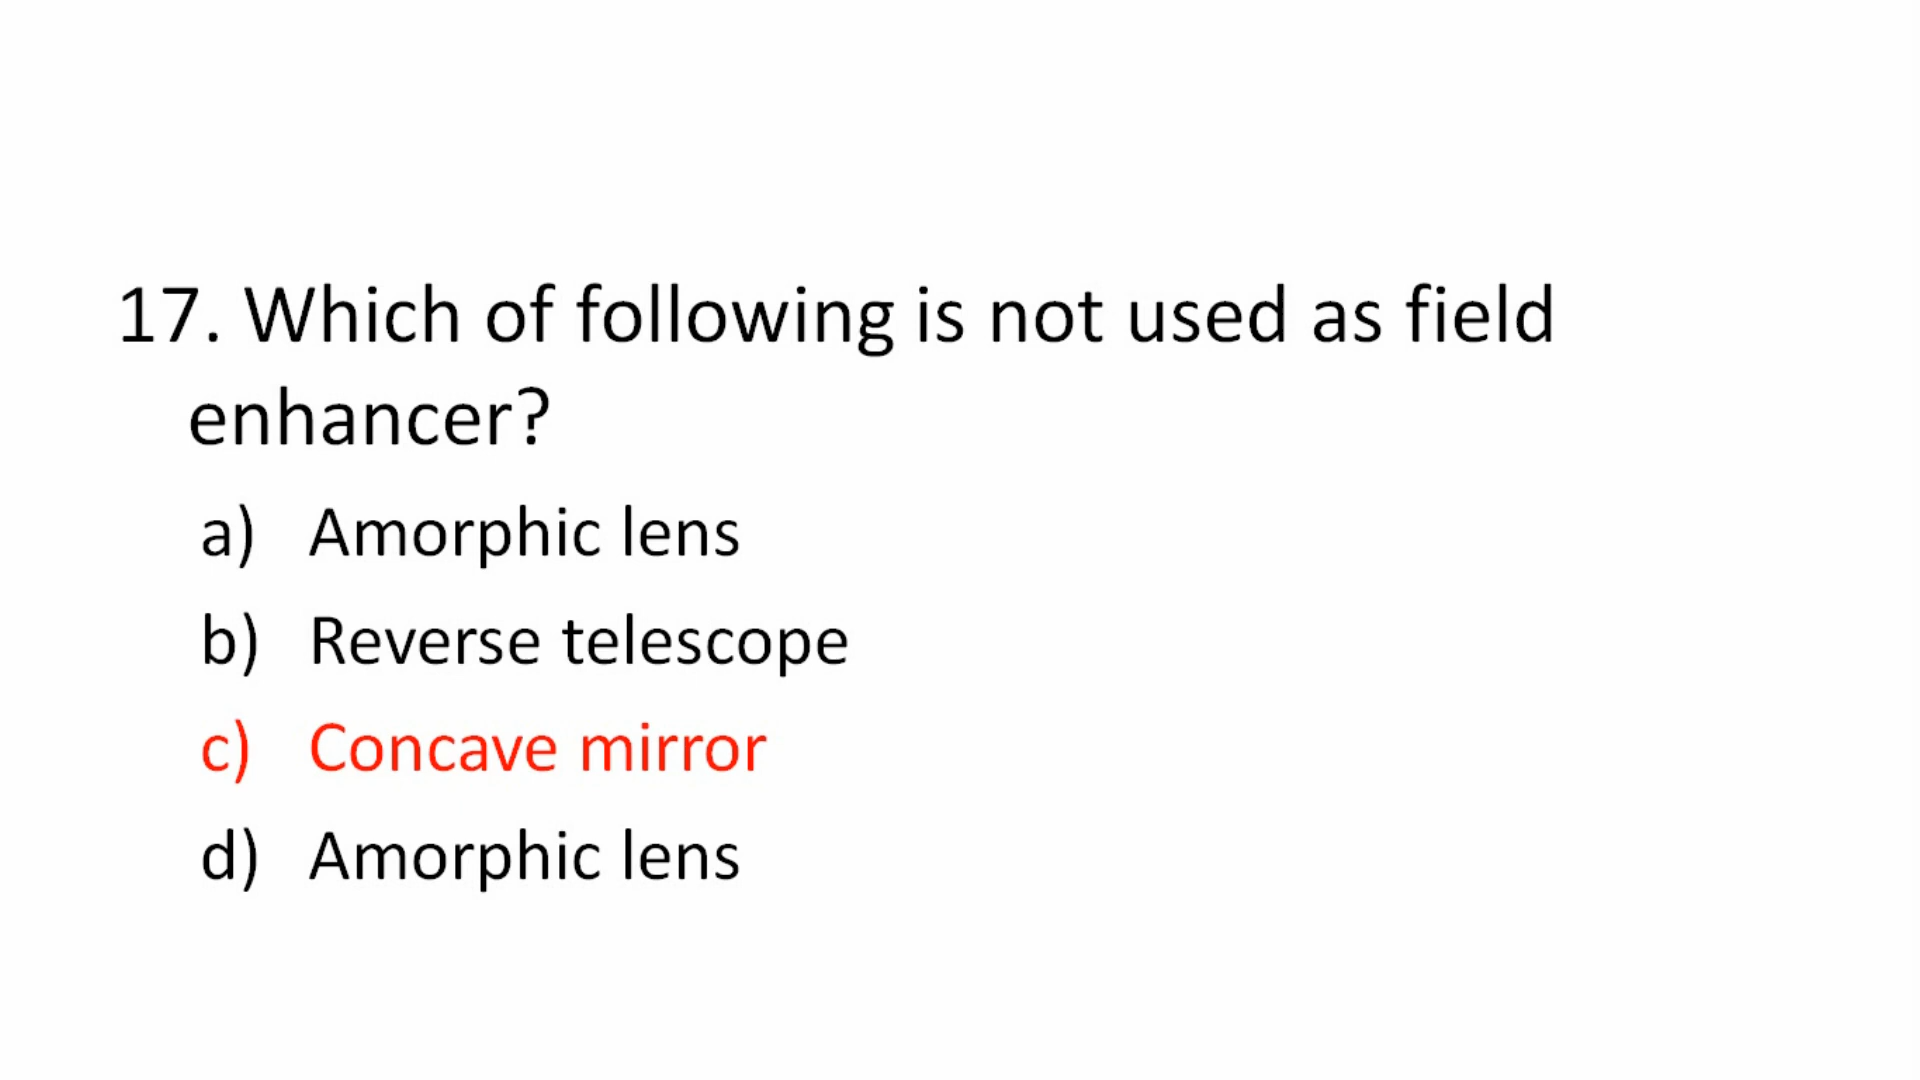 17. Which of following is not used as field
enhancer?
a) Amorphic lens
b) Reverse telescope
c) Concave mirror
d) Amorphic lens